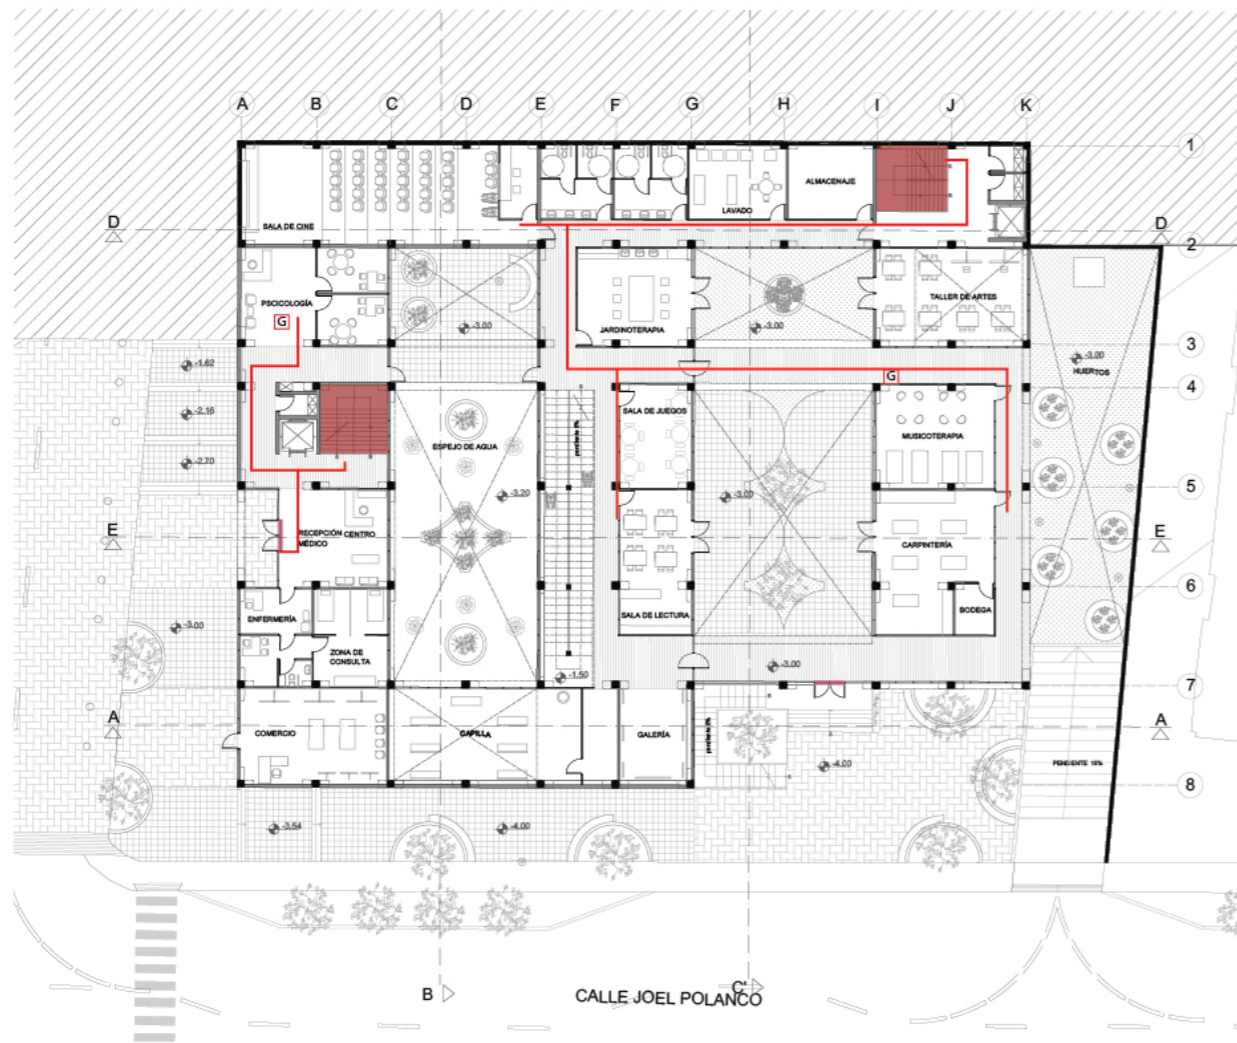 A B C D E F G H I J K
1
ALMACENAJE
LAVADO
D
SALA DE CINE
D
2
PSCICOLOGÍA
TALLER DE ARTES
G
JARDINOTERAPIA
-3.00
-3.00
3
-1.62
-3.00
HUERTOS
G
4
-2.16
SALA DE JUEGOS
ESPEJO DE AGUA
MUSICOTERAPIA
-2.70
5
-3.20
-3.00
E
RECEPCIÓN CENTRO
MÉDICO
E
CARPINTERÍA
6
BODEGA
ENFERMERÍA
SALA DE LECTURA
-3.00
ZONA DE
CONSULTA
-3.00
-1.50
7
A
COMERCIO
CAPILLA
GALERÍA
A
PENDIENTE 15%
-4.00
8
-3.54
-4.00
B
C'
CALLE JOEL POLANCO